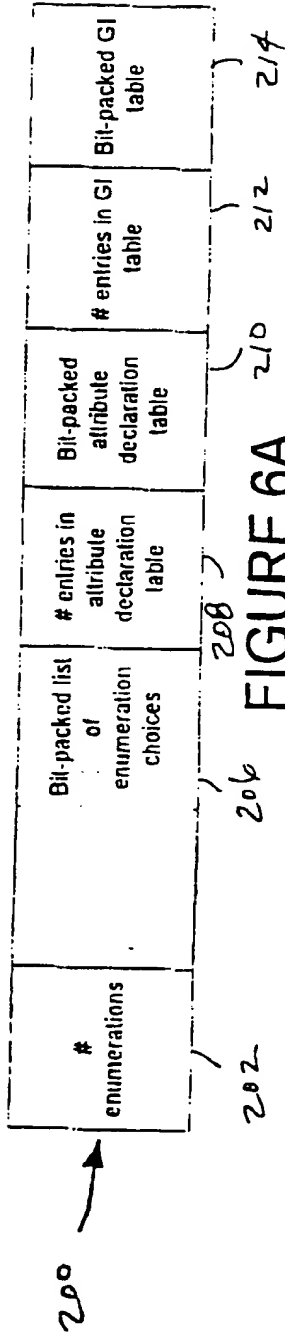 200
#
enumerations
Bit-packed list
of
enumeration
choices
# entries in
attribute
declaration
table
Bit-packed
attribute
declaration
table
# entries in GI
table
Bit-packed GI
table
202
206
208
210
212
214
FIGURE 6A